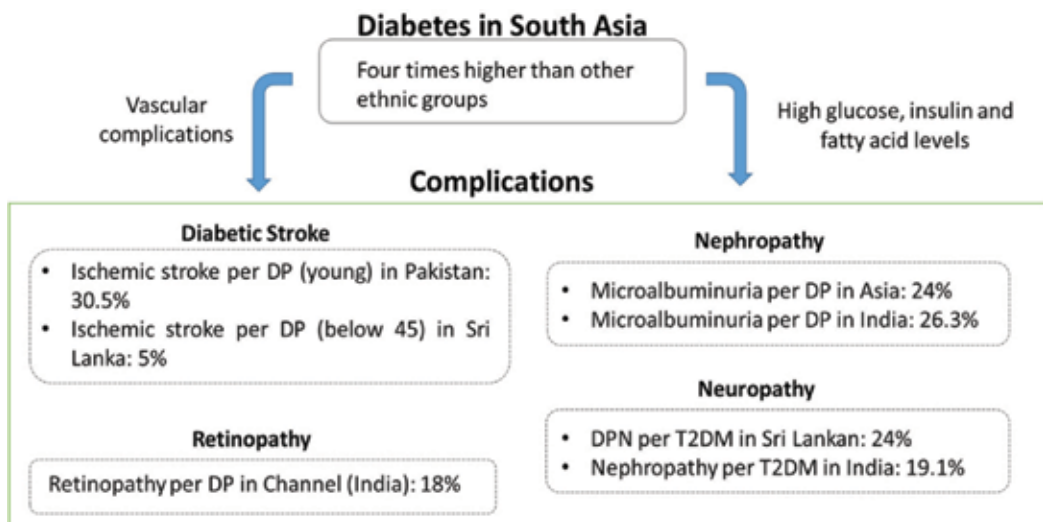 Diabetes in South Asia
Four times higher than other
ethnic groups
Vascular
complications
High glucose, insulin and
fatty acid levels
Complications
Diabetic Stroke
• Ischemic stroke per DP (young) in Pakistan:
30.5%
• Ischemic stroke per DP (below 45) in Sri
Lanka: 5%
Retinopathy
Retinopathy per DP in Channel (India): 18%
Nephropathy
• Microalbuminuria per DP in Asia: 24%
• Microalbuminuria per DP in India: 26.3%
Neuropathy
• DPN per T2DM in Sri Lankan: 24%
• Nephropathy per T2DM in India: 19.1%